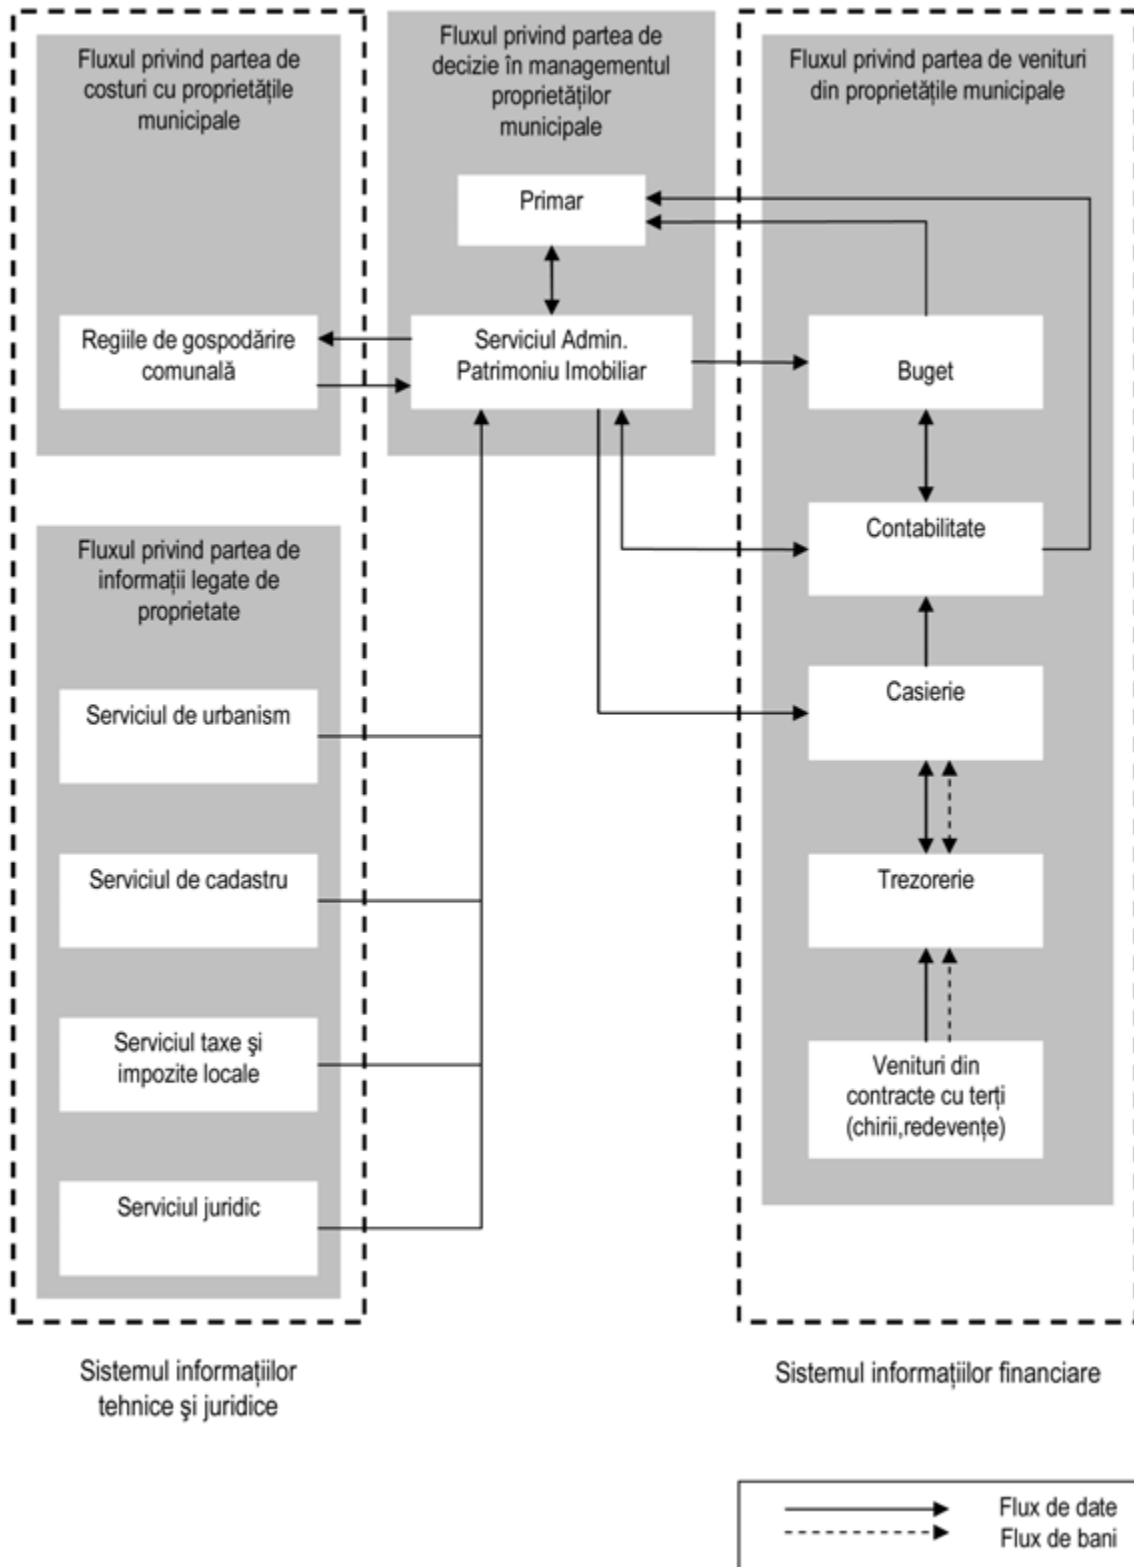 Fluxul privind partea de
costuri cu proprietățile
municipale
Regiile de gospodărire
comunală
Fluxul privind partea de
decizie în managementul
proprietăților
municipale
Primar
Serviciul Admin.
Patrimoniu Imobiliar
Fluxul privind partea de venituri
din proprietățile municipale
Buget
Contabilitate
Casierie
Trezorerie
Venituri din
contracte cu terți
(chirii,redevențe)
Fluxul privind partea de
informații legate de
proprietate
Serviciul de urbanism
Serviciul de cadastru
Serviciul taxe şi
impozite locale
Serviciul juridic
Sistemul informațiilor
tehnice şi juridice
Sistemul informațiilor financiare
Flux de date
Flux de bani